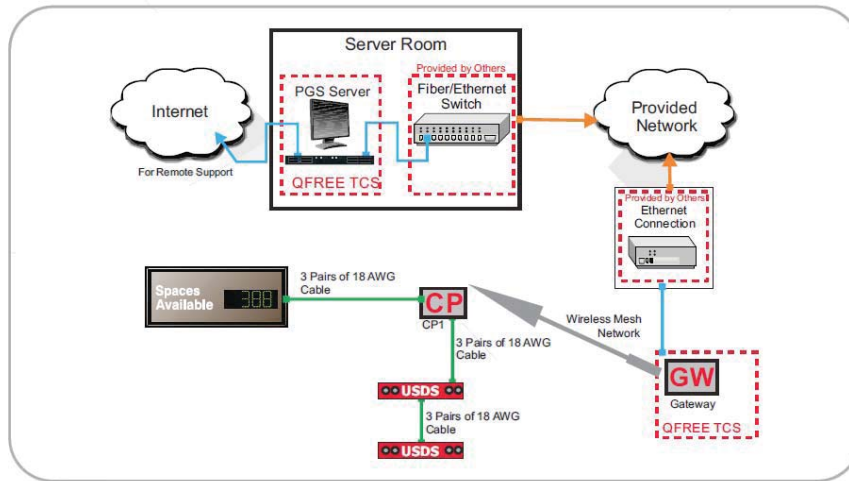 Server Room
Provided by Others
PGS Server
Fiber/Ethernet
Switch
Internet
Provided
Network
For Remote Support
QFREE TCS
Provided by Others
Ethernet
Connection
3 Pairs of 18 AWG
Cable
Spaces
Available
388
CP
CP1
Wireless Mesh
Network
3 Pairs of 18 AWG
Cable
GW
Gateway
QFREE TCS
USDS
3 Pairs of 18 AWG
Cable
USDS